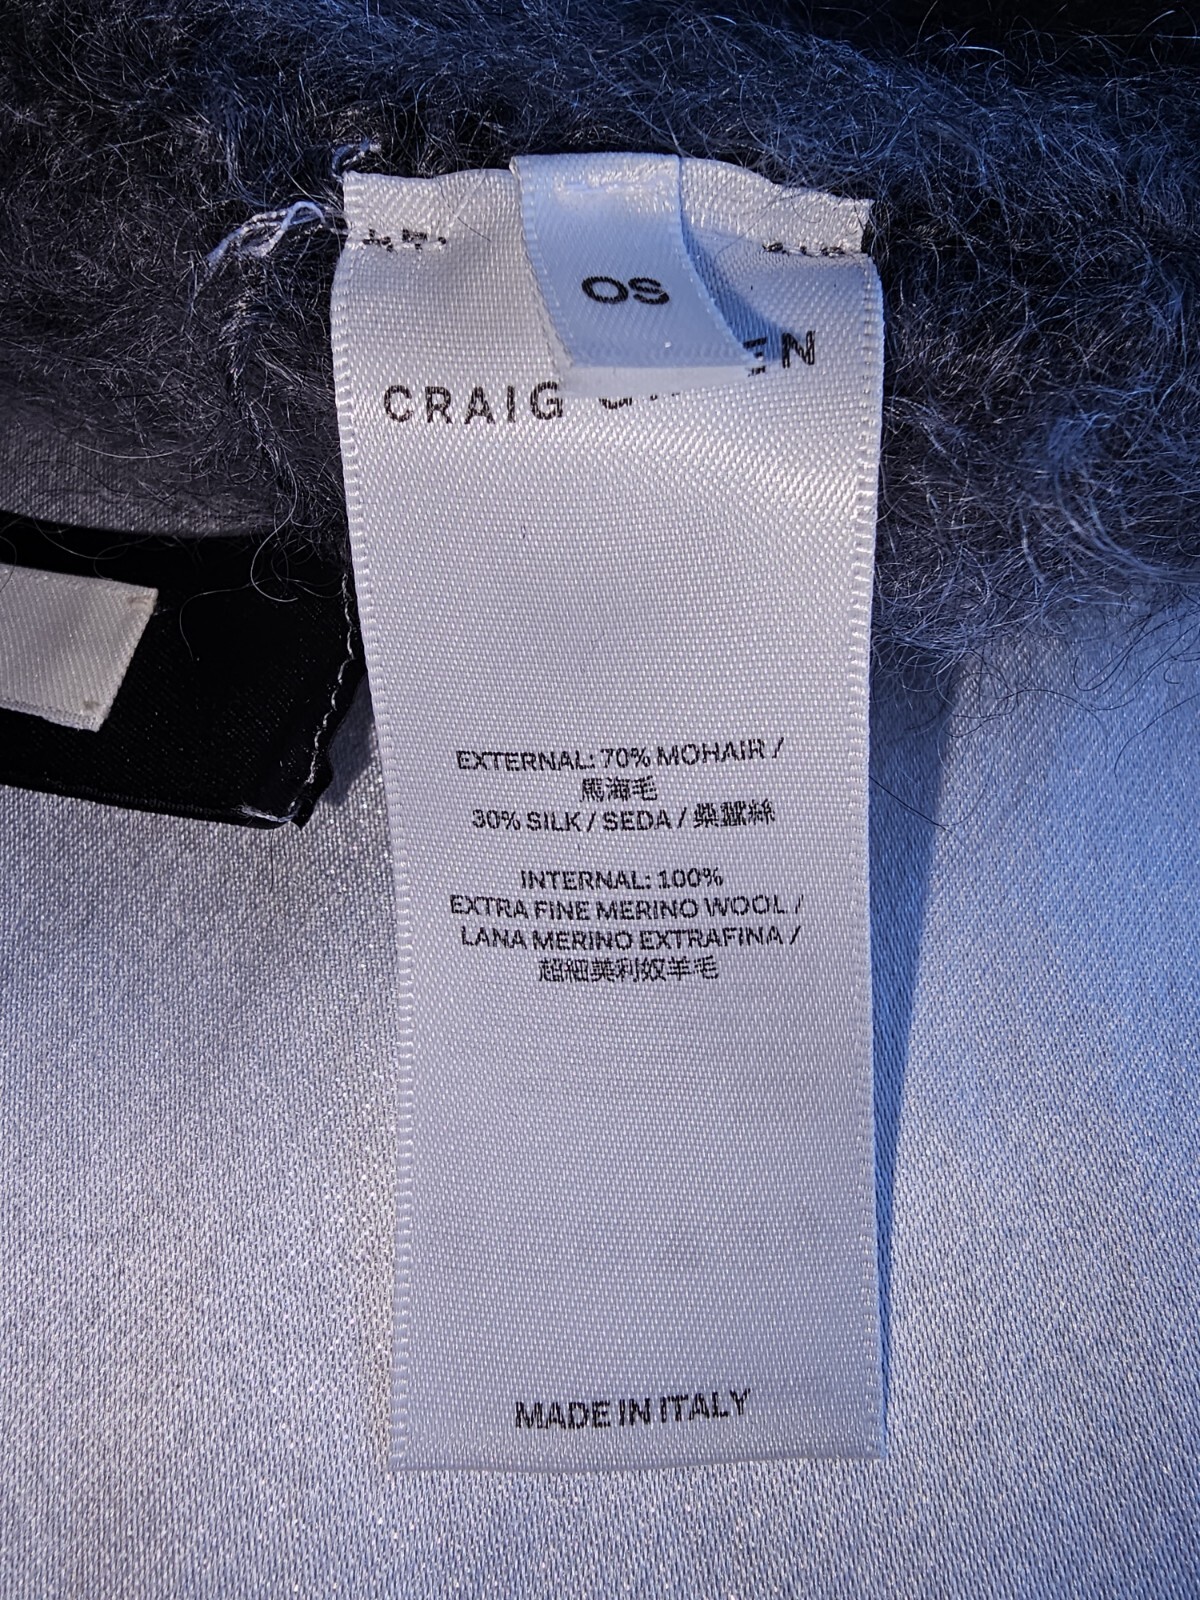 OS
CRAIG
EXTERNAL: 70% MOHAIR /
馬海毛
30% SILK / SEDA / 桑蠶絲
INTERNAL: 100%
EXTRA FINE MERINO WOOL /
LANA MERINO EXTRAFINA /
超細美利奴羊毛
MADE IN ITALY